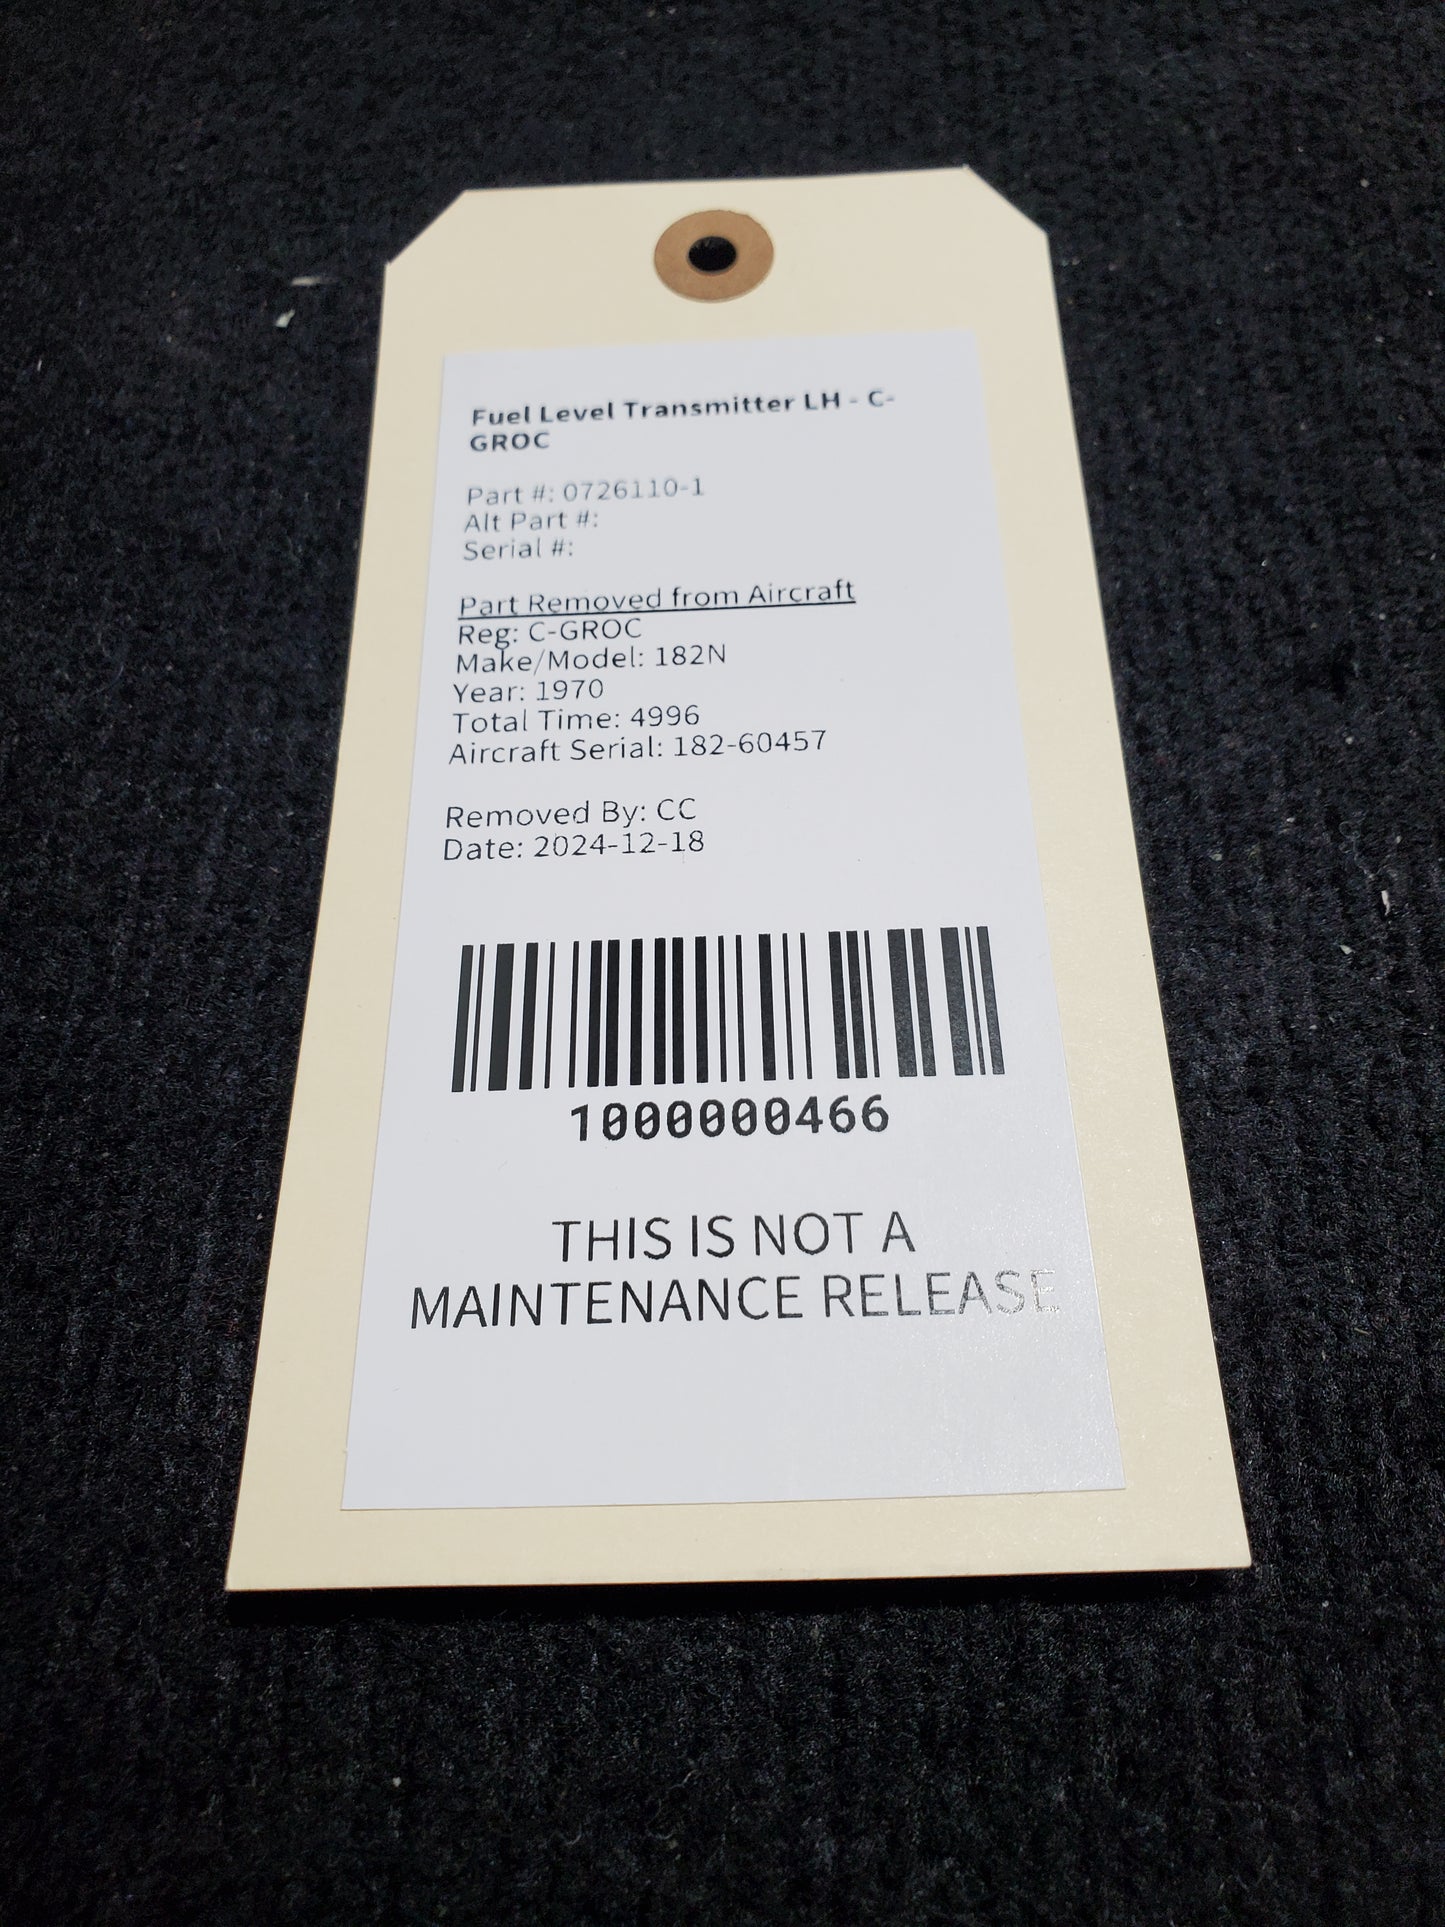 Fuel Level Transmitter LH - C-
GROC
Part #: 0726110-1
Alt Part #:
Serial #:
Part Removed from Aircraft
Reg: C-GROC
Make/Model: 182N
Year: 1970
Total Time: 4996
Aircraft Serial: 182-60457
Removed By: CC
Date: 2024-12-18
1000000466
THIS IS NOT A
MAINTENANCE RELEASE